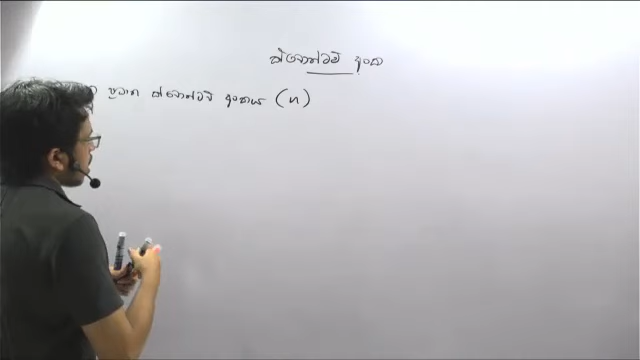 ක්වොන්ටම් අංක
ප්‍රධාන ක්වොන්ටම් අංකය (n)